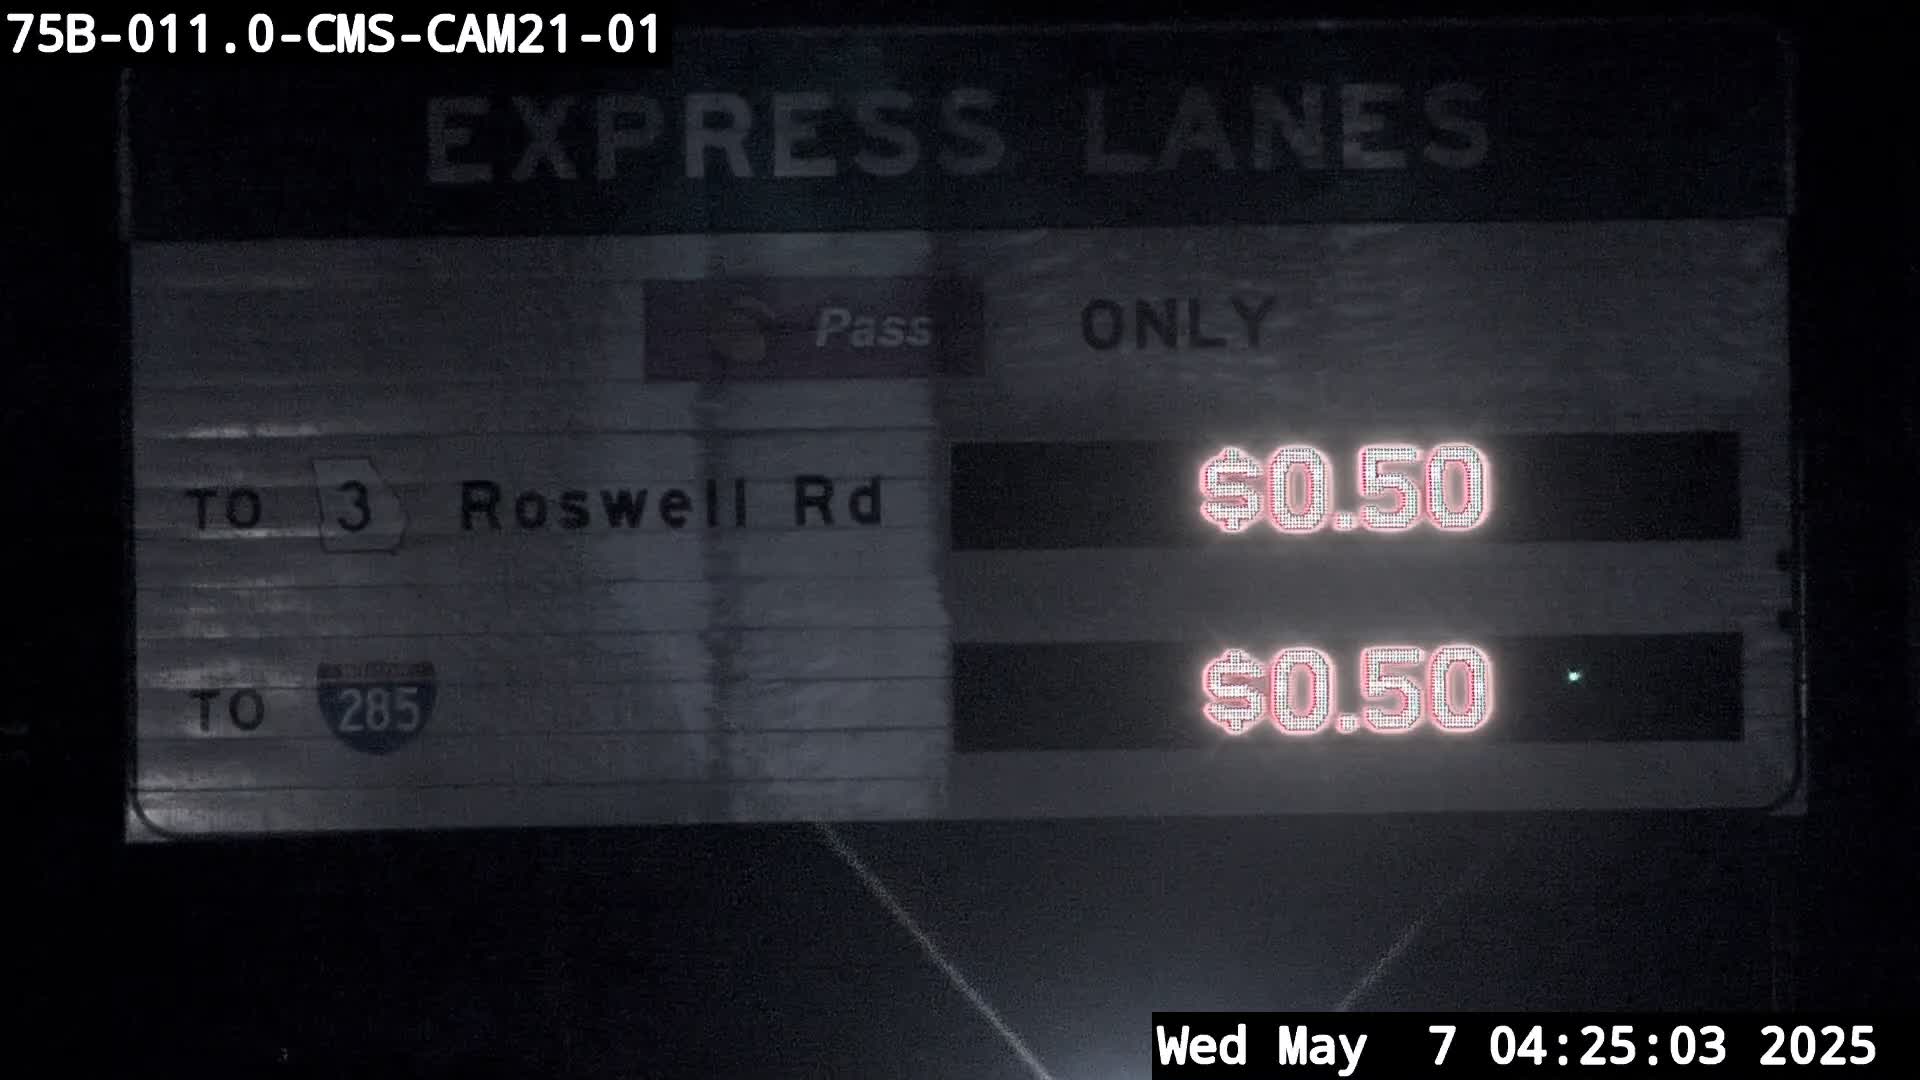 75B-011.0-CMS-CAM21-01
EXPRESS LANES
Pass ONLY
TO 3 Roswell Rd $0.50
TO 285 $0.50
Wed May 7 04:25:03 2025